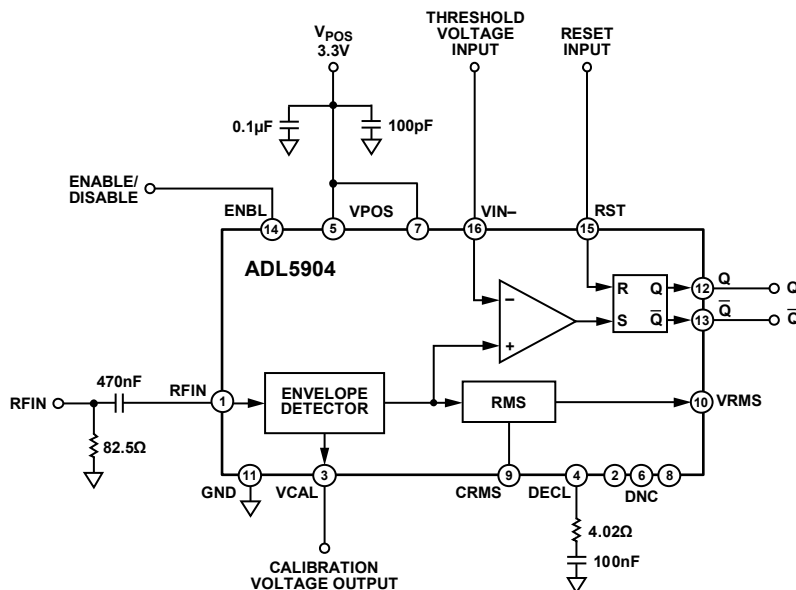 THRESHOLD
VOLTAGE
INPUT
RESET
INPUT
VPOS
3.3V
0.1µF
100pF
ENABLE/
DISABLE
ENBL
VPOS
VIN–
RST
14
5
7
16
15
ADL5904
–
+
R
Q
S
Q̅
Q
12
Q
Q̅
13
Q̅
470nF
RFIN
RFIN
1
ENVELOPE
DETECTOR
RMS
10
VRMS
82.5Ω
11
3
9
4
2
6
8
GND
VCAL
CRMS
DECL
DNC
4.02Ω
100nF
CALIBRATION
VOLTAGE OUTPUT